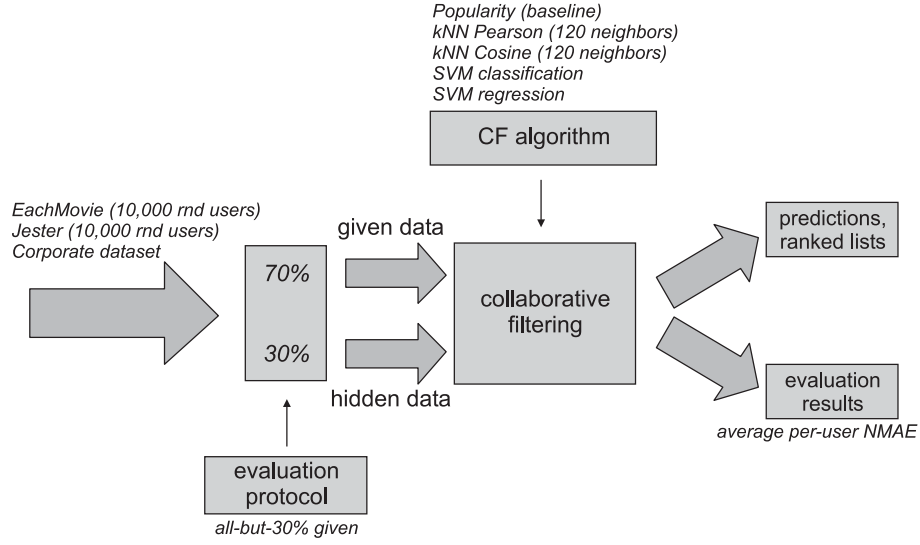 Popularity (baseline)
kNN Pearson (120 neighbors)
kNN Cosine (120 neighbors)
SVM classification
SVM regression
CF algorithm
EachMovie (10,000 rnd users)
Jester (10,000 rnd users)
Corporate dataset
70%
30%
given data
hidden data
collaborative
filtering
predictions,
ranked lists
evaluation
results
average per-user NMAE
evaluation
protocol
all-but-30% given